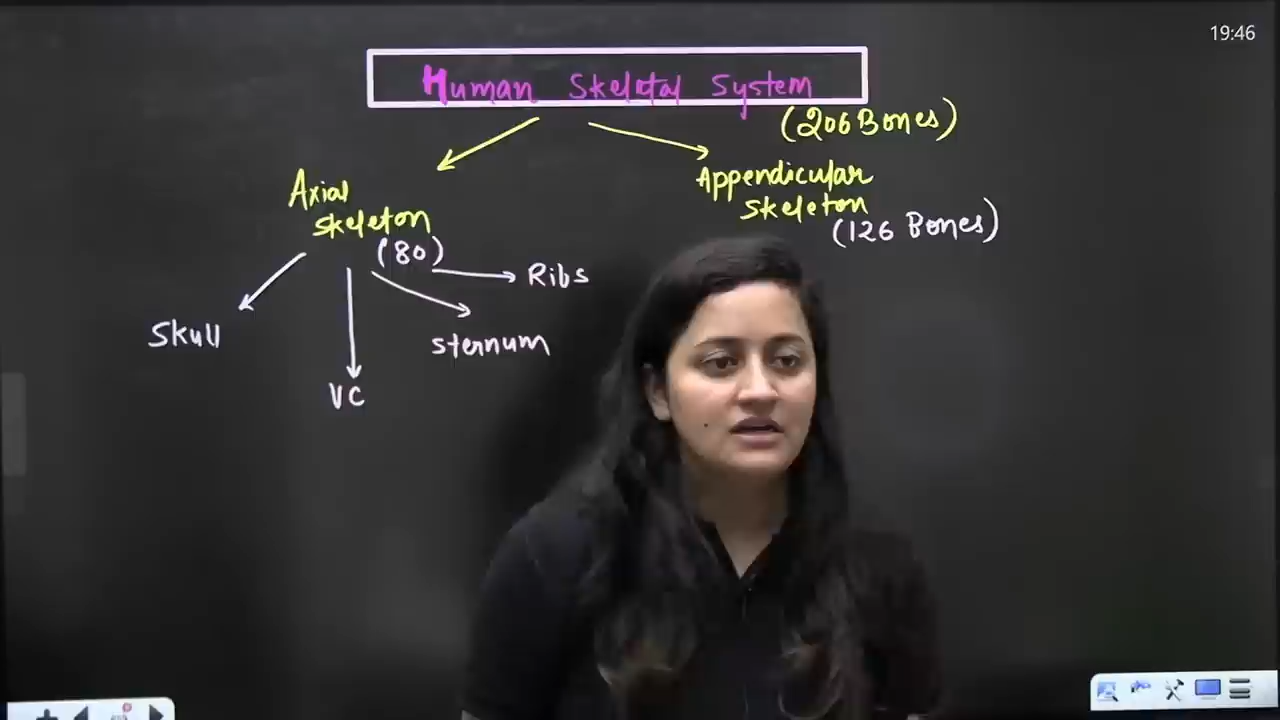 19:46
Human Skeletal System
(206 Bones)
Axial
Skeleton
(80)
Appendicular
Skeleton
(126 Bones)
Skull
VC
Sternum
Ribs